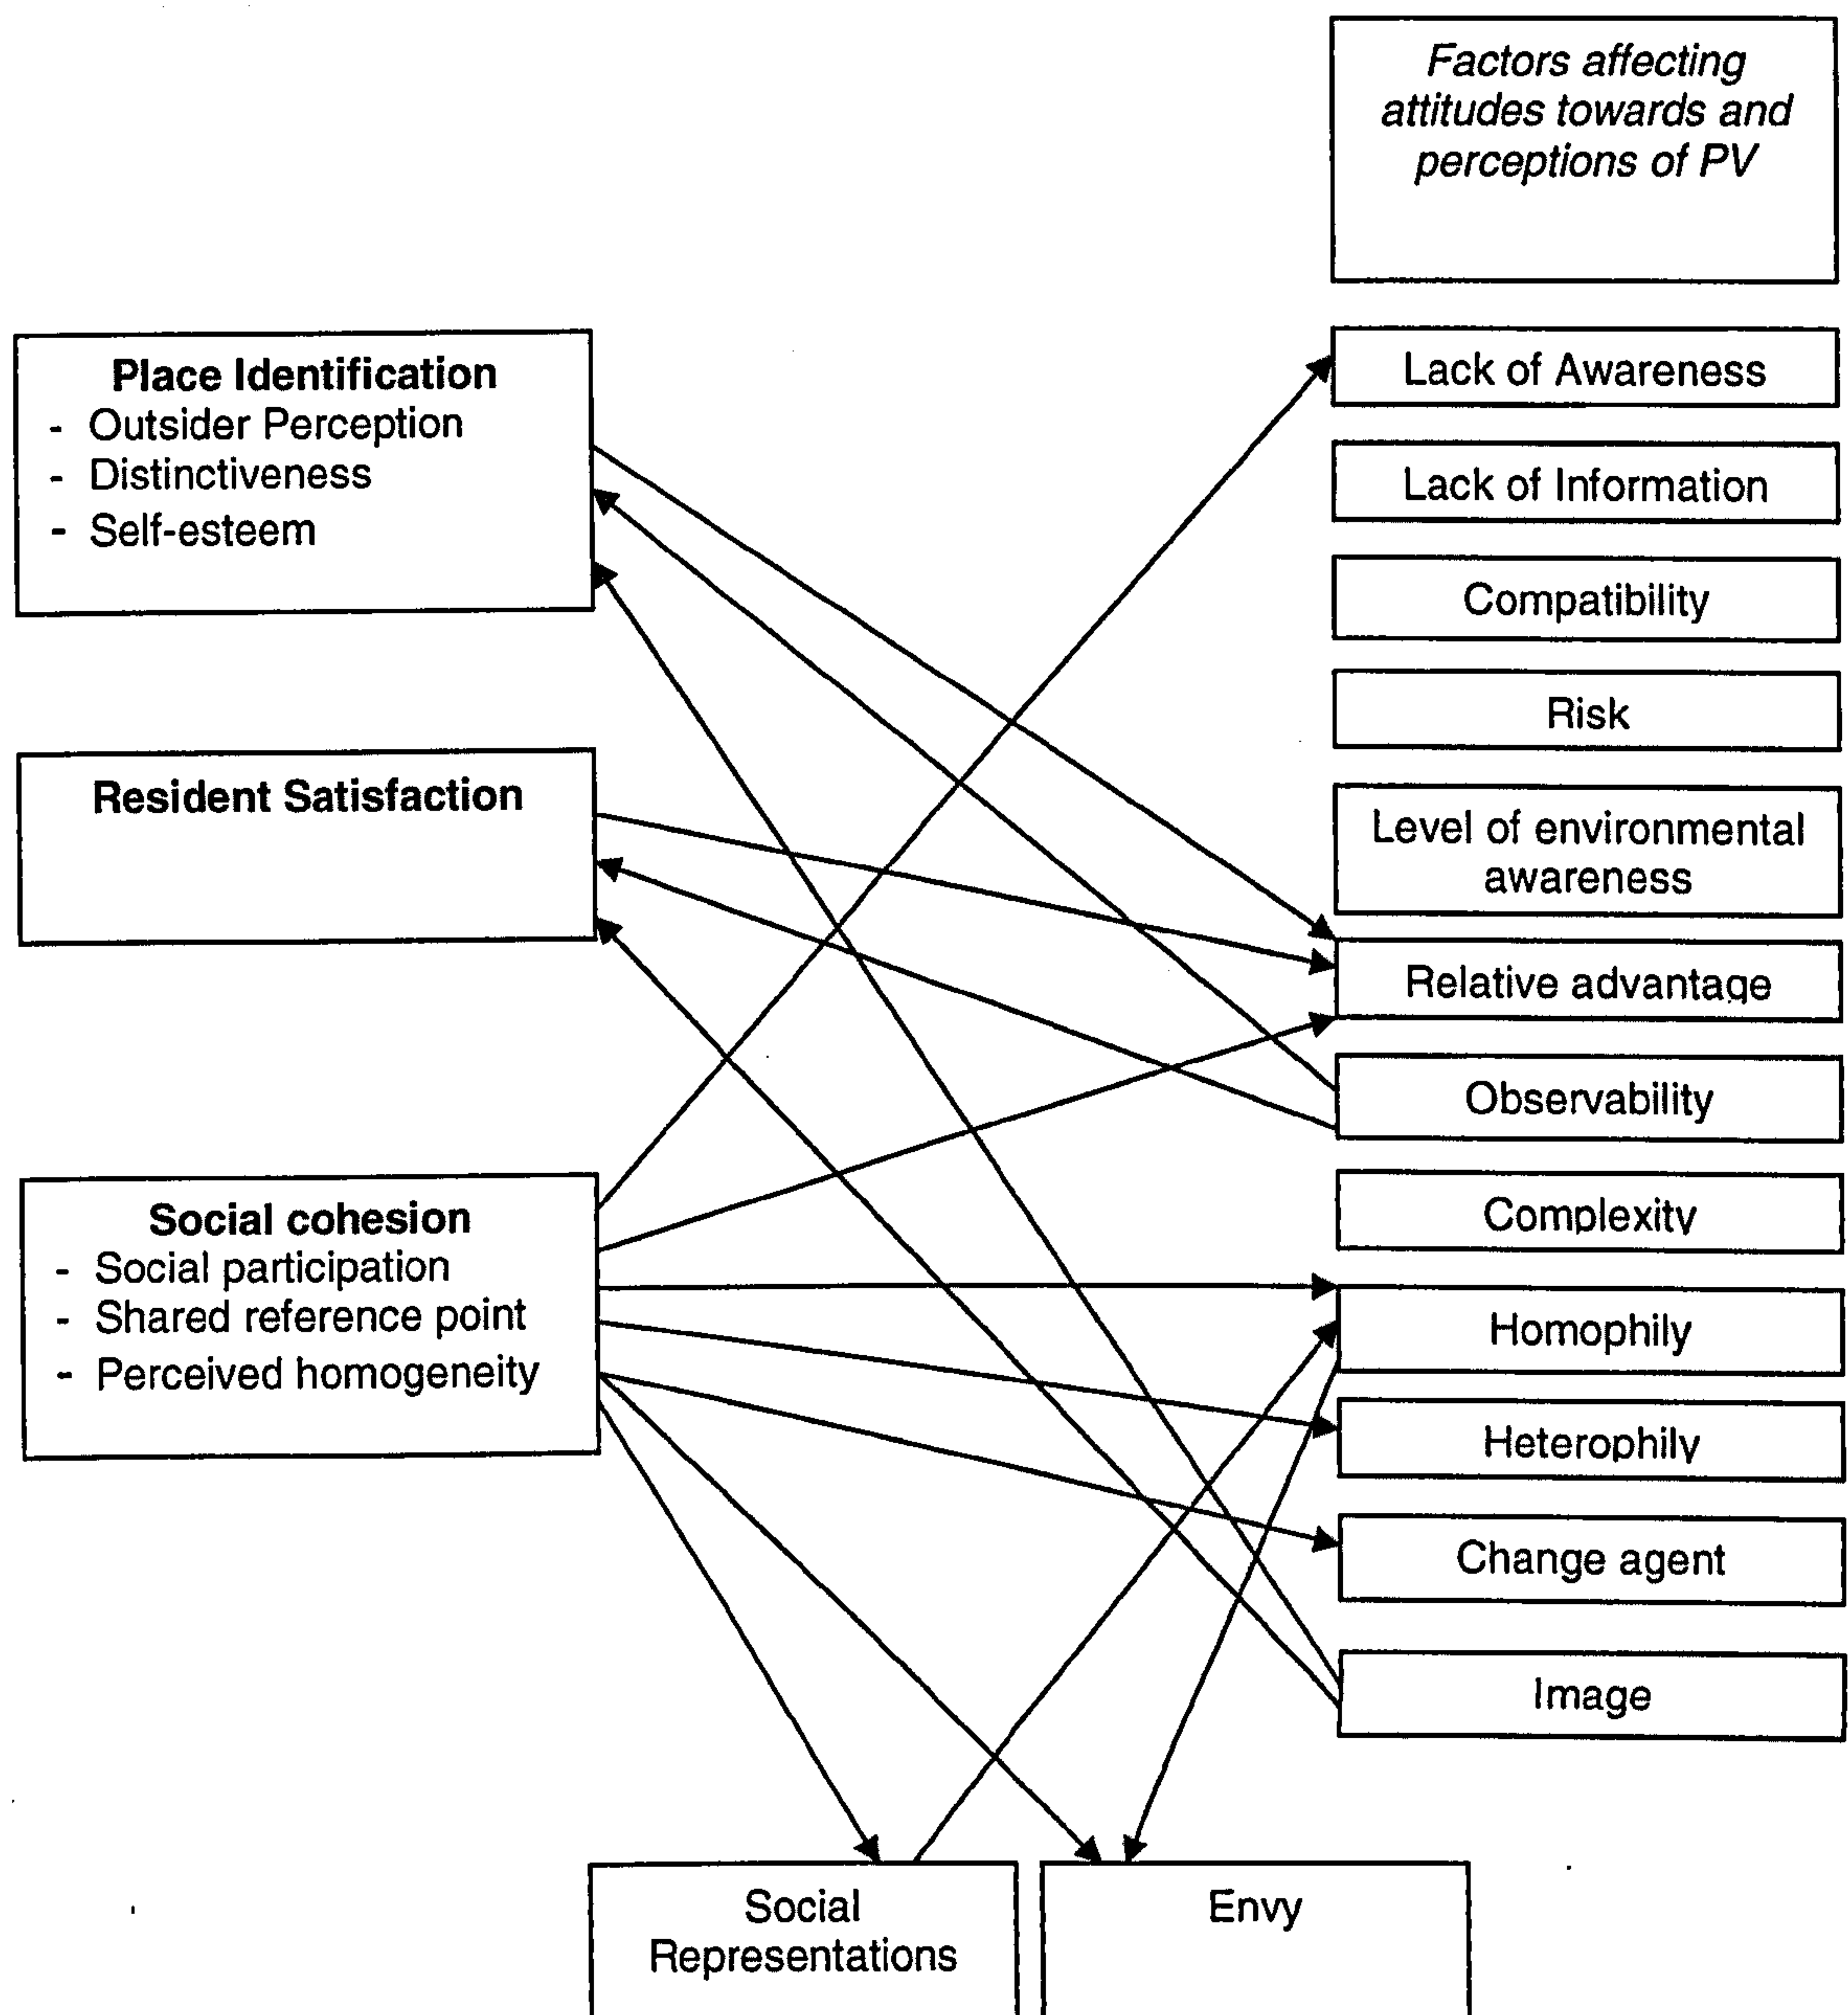 Factors affecting
attitudes towards and
perceptions of PV
Place Identification
- Outsider Perception
- Distinctiveness
- Self-esteem
Resident Satisfaction
Social cohesion
- Social participation
- Shared reference point
- Perceived homogeneity
Lack of Awareness
Lack of Information
Compatibility
Risk
Level of environmental
awareness
Relative advantage
Observability
Complexity
Homophily
Heterophily
Change agent
Image
Social
Representations
Envy